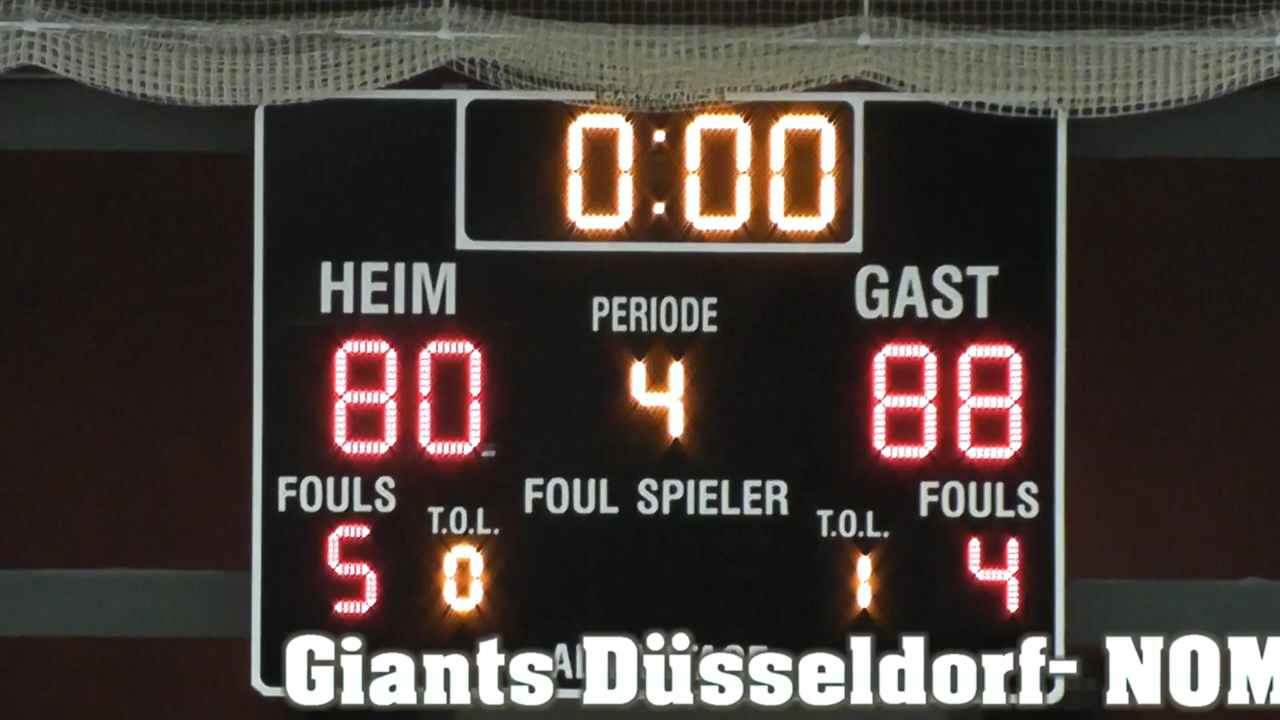 0:00
HEIM PERIODE GAST
80 4 88
FOULS T.O.L. FOUL SPIELER T.O.L. FOULS
5 0 1 4
Giants Düsseldorf- NOM